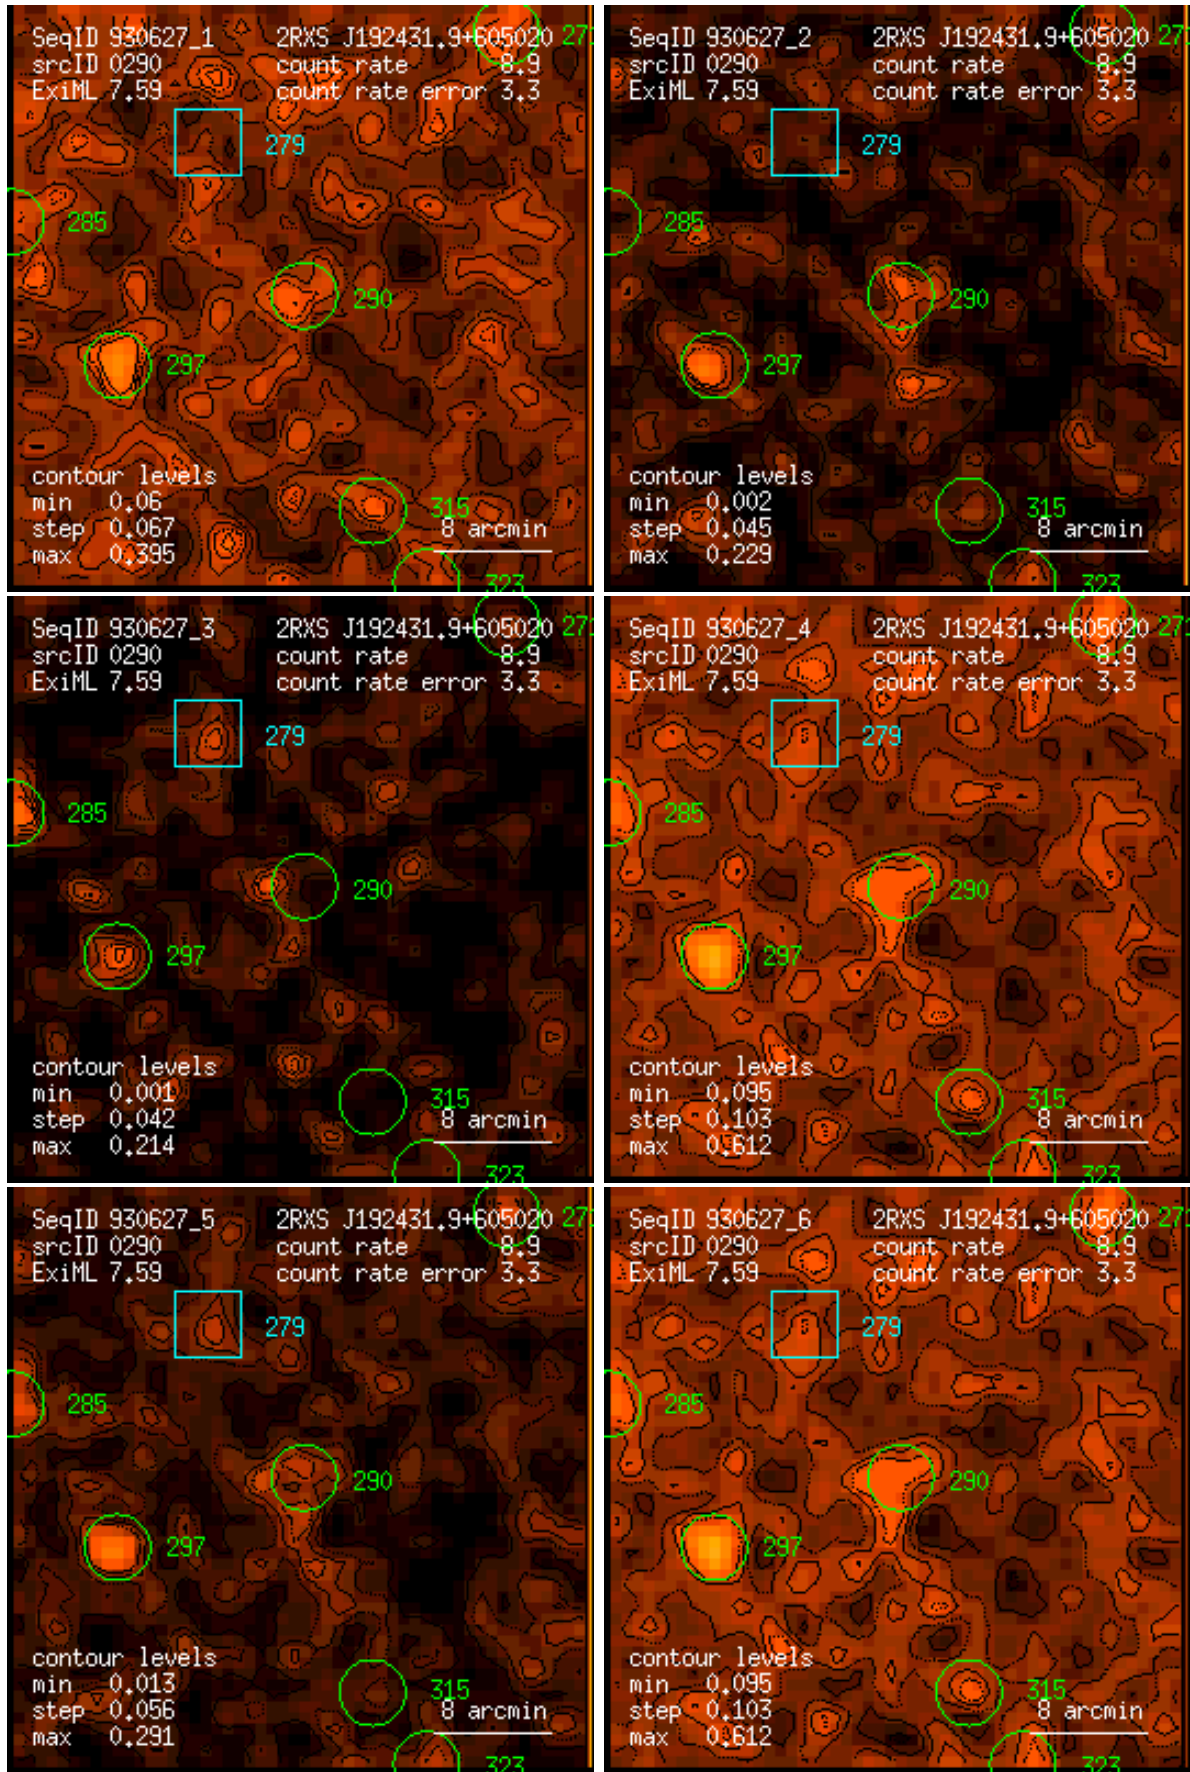 SeqID 930627_1 2RXS J192431.9+605020 271
srcID 0290 count rate 8.9
ExiML 7.59 count rate error 3.3
279
285
290
297
contour levels
min 0.06
315
step 0.067 8 arcmin
max 0.395
323
SeqID 930627_2 2RXS J192431.9+605020 27
srcID 0290 count rate 8.9
ExiML 7.59 count rate error 3.3
279
285
290
297
contour levels
min 0.002
315
step 0.045 8 arcmin
max 0.229
323
SeqID 930627_3 2RXS J192431.9+605020 271
srcID 0290 count rate 8.9
ExiML 7.59 count rate error 3.3
279
285
290
297
contour levels
min 0.001
315
step 0.042 8 arcmin
max 0.214
323
SeqID 930627_4 2RXS J192431.9+605020 27
srcID 0290 count rate 8.9
ExiML 7.59 count rate error 3.3
279
285
290
297
contour levels
min 0.095
315
step 0.103 8 arcmin
max 0.612
323
SeqID 930627_5 2RXS J192431.9+605020 271
srcID 0290 count rate 8.9
ExiML 7.59 count rate error 3.3
279
285
290
297
contour levels
min 0.013
315
step 0.056 8 arcmin
max 0.291
323
SeqID 930627_6 2RXS J192431.9+605020 27
srcID 0290 count rate 8.9
ExiML 7.59 count rate error 3.3
279
285
290
297
contour levels
min 0.095
315
step 0.103 8 arcmin
max 0.612
323